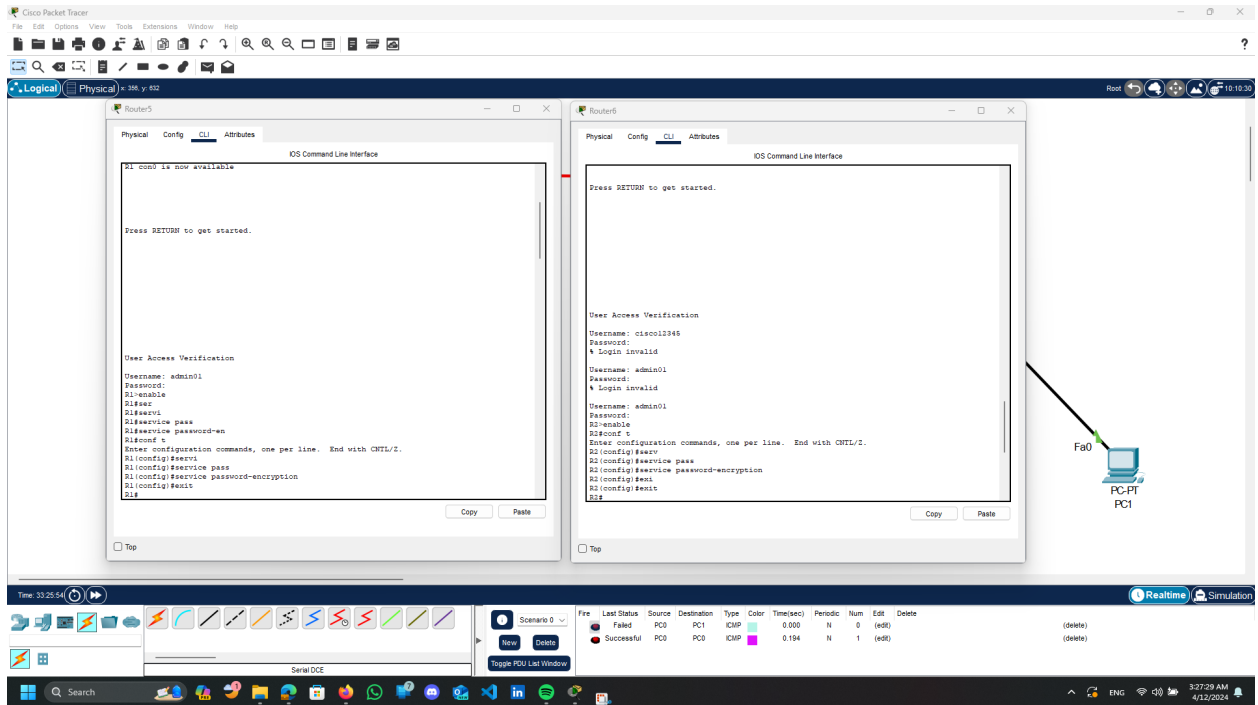 Cisco Packet Tracer
File Edit Options View Tools Extensions Window Help
?
Logical Physical x: 356, y: 632 Root 10:10:30
Router5
Physical Config CLI Attributes
IOS Command Line Interface
R1 con0 is now available
Press RETURN to get started.
User Access Verification
Username: admin01
Password:
R1>enable
R1#ser
R1#servi
R1#service pass
R1#service password-en
R1#conf t
Enter configuration commands, one per line. End with CNTL/Z.
R1(config)#servi
R1(config)#service pass
R1(config)#service password-encryption
R1(config)#exit
R1#
Copy Paste
Top
Router6
Physical Config CLI Attributes
IOS Command Line Interface
Press RETURN to get started.
User Access Verification
Username: cisco12345
Password:
% Login invalid
Username: admin01
Password:
% Login invalid
Username: admin01
Password:
R2>enable
R2#conf t
Enter configuration commands, one per line. End with CNTL/Z.
R2(config)#serv
R2(config)#service pass
R2(config)#service password-encryption
R2(config)#exi
R2(config)#exit
R2#
Copy Paste
Top
Fa0
PC-PT
PC1
Time: 33:25:54 Realtime Simulation
Serial DCE
Scenario 0
New Delete
Toggle PDU List Window
Fire Last Status Source Destination Type Color Time(sec) Periodic Num Edit Delete
Failed PC0 PC1 ICMP 0.000 N 0 (edit) (delete)
Successful PC0 PC0 ICMP 0.194 N 1 (edit) (delete)
Search
ENG
3:27:29 AM
4/12/2024